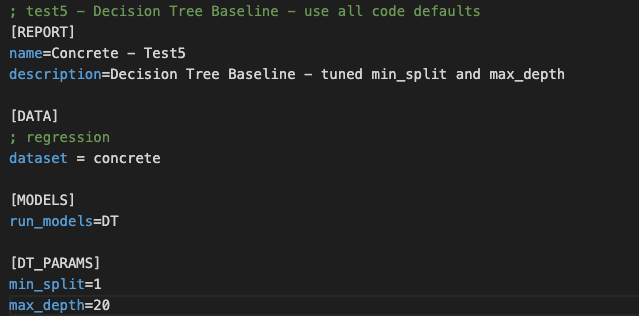 ; test5 – Decision Tree Baseline – use all code defaults
[REPORT]
name=Concrete – Test5
description=Decision Tree Baseline – tuned min_split and max_depth
[DATA]
; regression
dataset = concrete
[MODELS]
run_models=DT
[DT_PARAMS]
min_split=1
max_depth=20